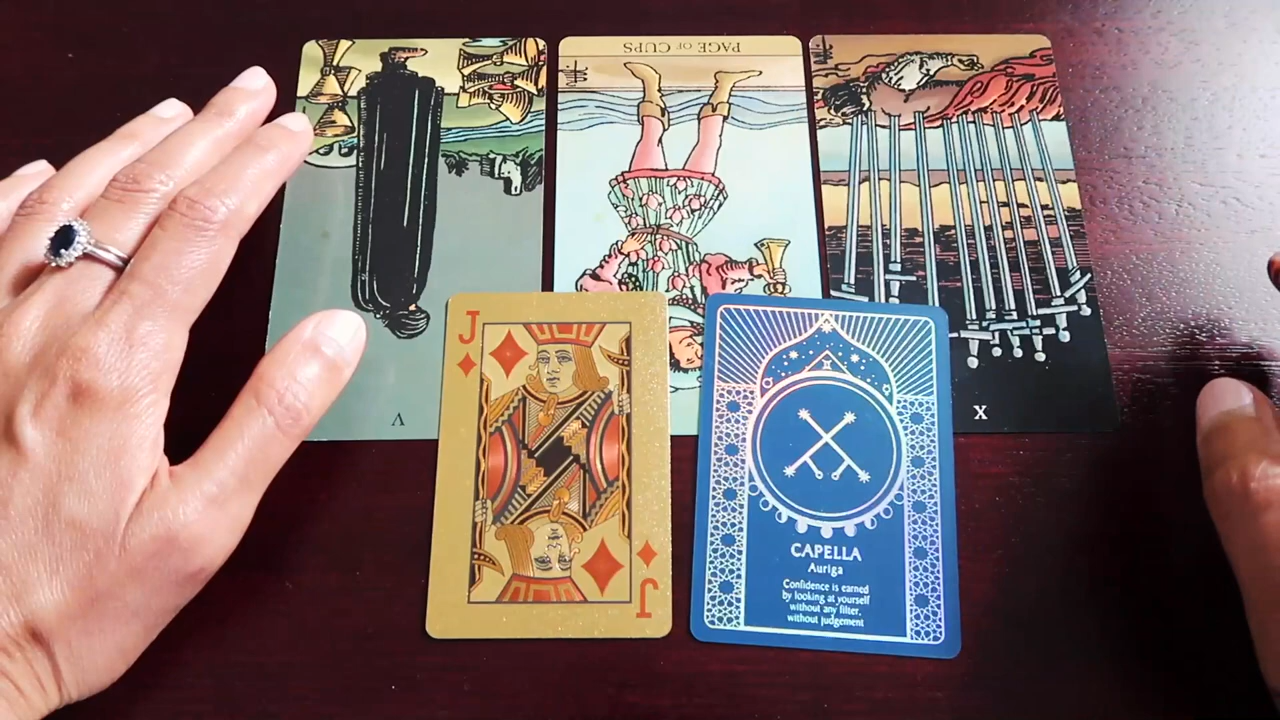 PAGE OF CUPS
V
X
J
J
CAPELLA
Auriga
Confidence is earned
by looking at yourself
without any filter,
without judgement